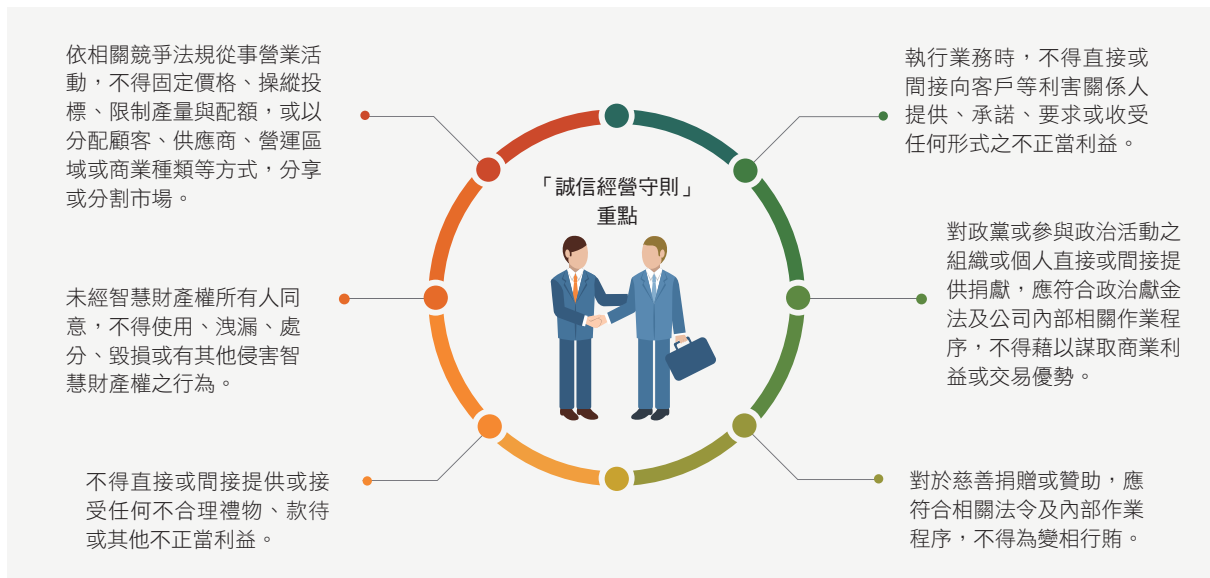 「誠信經營守則」
重點
執行業務時，不得直接或
間接向客戶等利害關係人
提供、承諾、要求或收受
任何形式之不正當利益。
對政黨或參與政治活動之
組織或個人直接或間接提
供捐獻，應符合政治獻金
法及公司內部相關作業程
序，不得藉以謀取商業利
益或交易優勢。
對於慈善捐贈或贊助，應
符合相關法令及內部作業
程序，不得為變相行賄。
不得直接或間接提供或接
受任何不合理禮物、款待
或其他不正當利益。
未經智慧財產權所有人同
意，不得使用、洩漏、處
分、毀損或有其他侵害智
慧財產權之行為。
依相關競爭法規從事營業活
動，不得固定價格、操縱投
標、限制產量與配額，或以
分配顧客、供應商、營運區
域或商業種類等方式，分享
或分割市場。